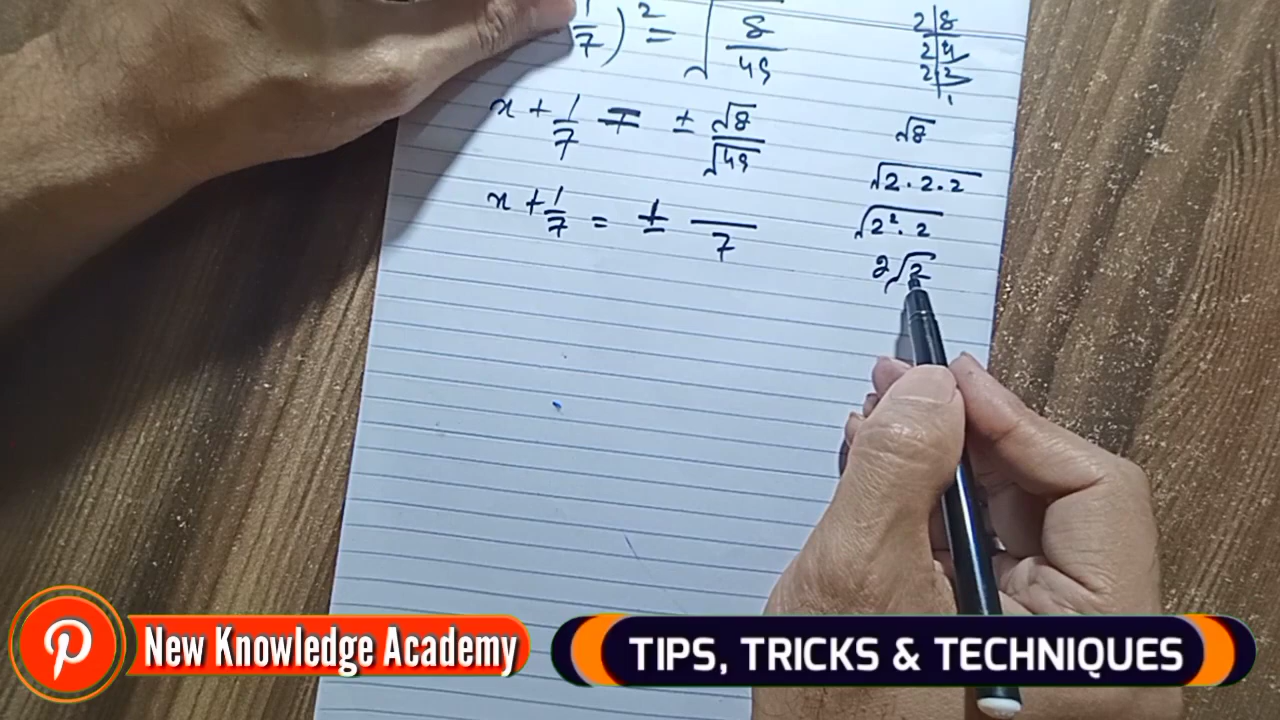 1/7)² = √8/49
x + 1/7 = ± √8/√49
x + 1/7 = ± /7
2 | 8
2 | 4
2 | 2
1
√8
√2·2·2
√2²·2
2√2
New Knowledge Academy
TIPS, TRICKS & TECHNIQUES